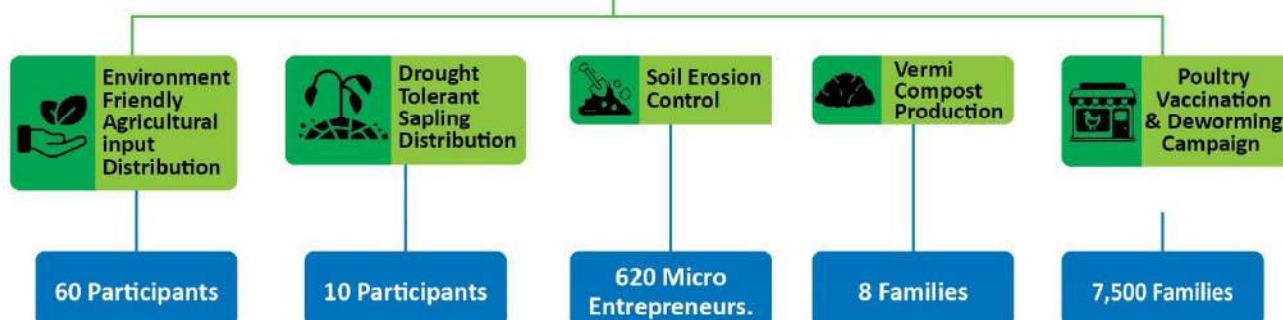 Environment
Friendly
Agricultural
input
Distribution
Drought
Tolerant
Sapling
Distribution
Soil Erosion
Control
Vermi
Compost
Production
Poultry
Vaccination
& Deworming
Campaign
60 Participants
10 Participants
620 Micro
Entrepreneurs.
8 Families
7,500 Families